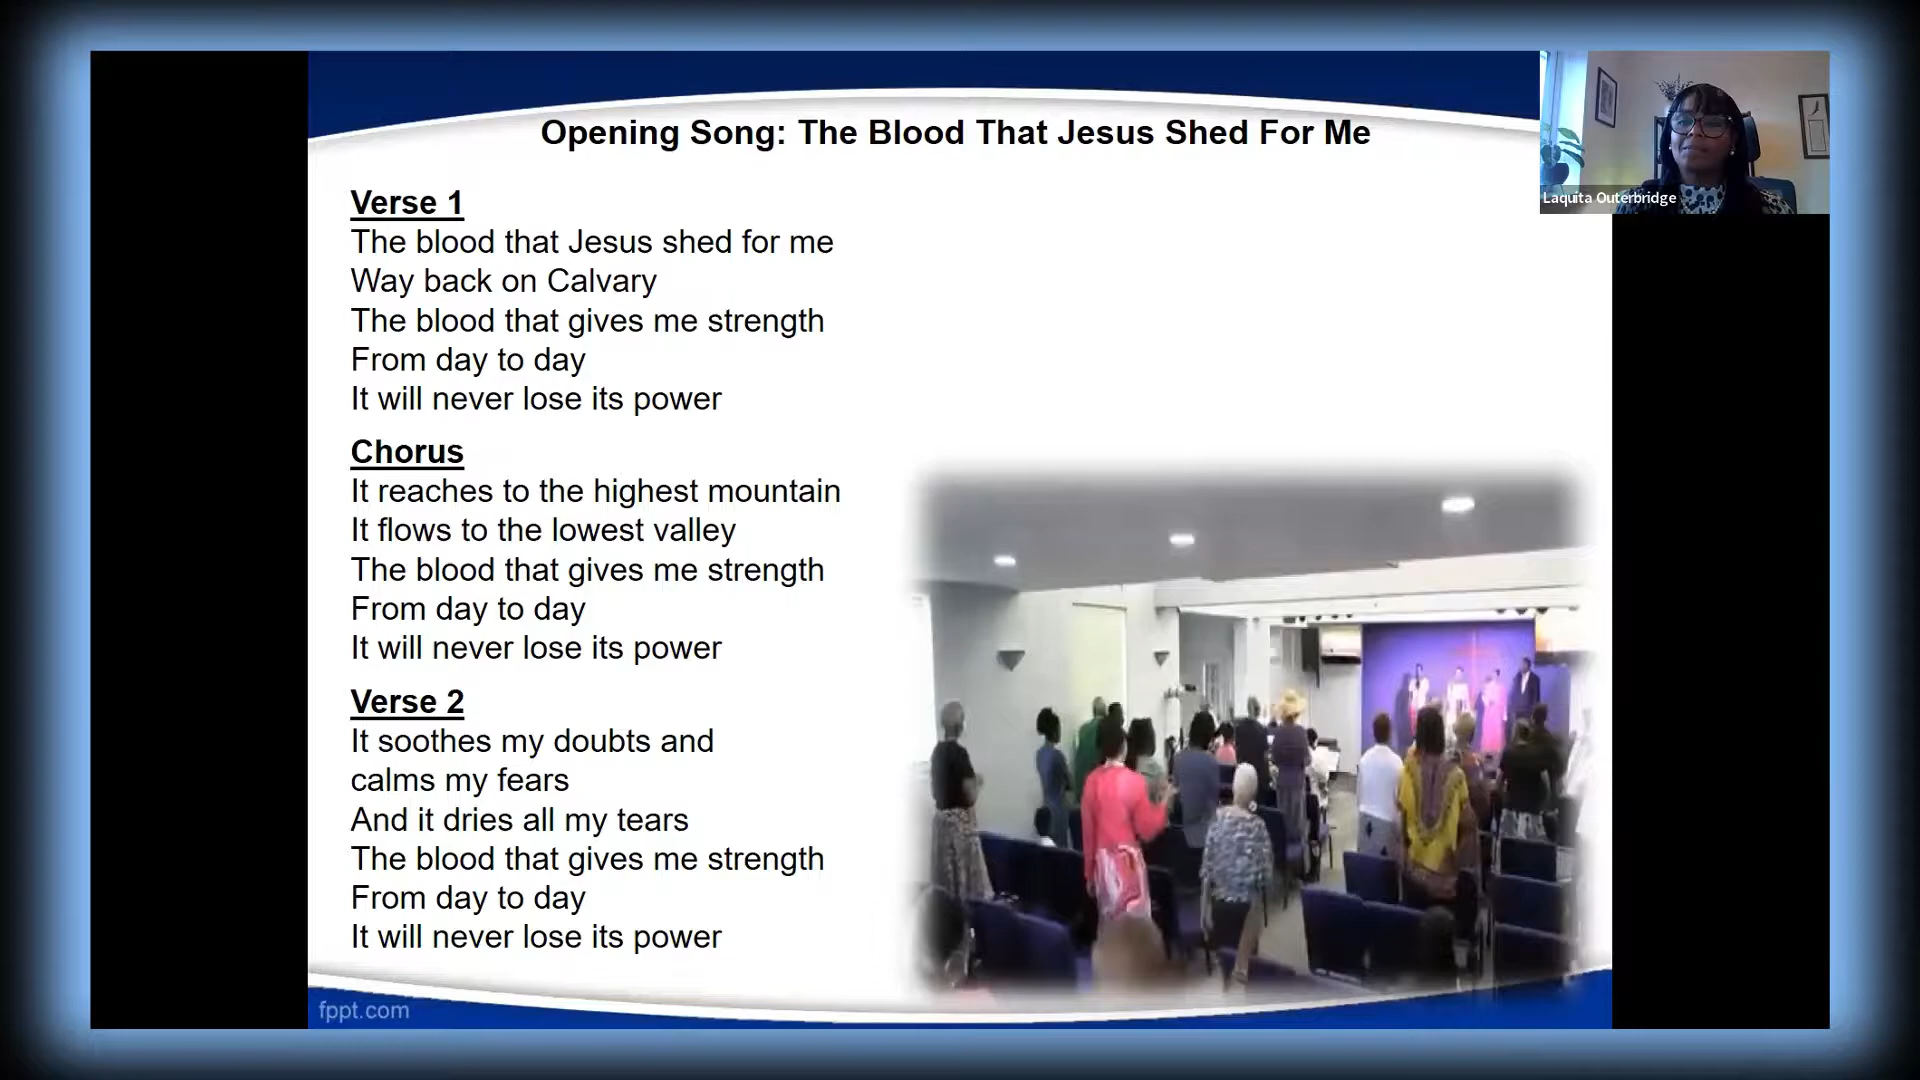 Opening Song: The Blood That Jesus Shed For Me
Laquita Outerbridge
Verse 1
The blood that Jesus shed for me
Way back on Calvary
The blood that gives me strength
From day to day
It will never lose its power
Chorus
It reaches to the highest mountain
It flows to the lowest valley
The blood that gives me strength
From day to day
It will never lose its power
Verse 2
It soothes my doubts and
calms my fears
And it dries all my tears
The blood that gives me strength
From day to day
It will never lose its power
fppt.com